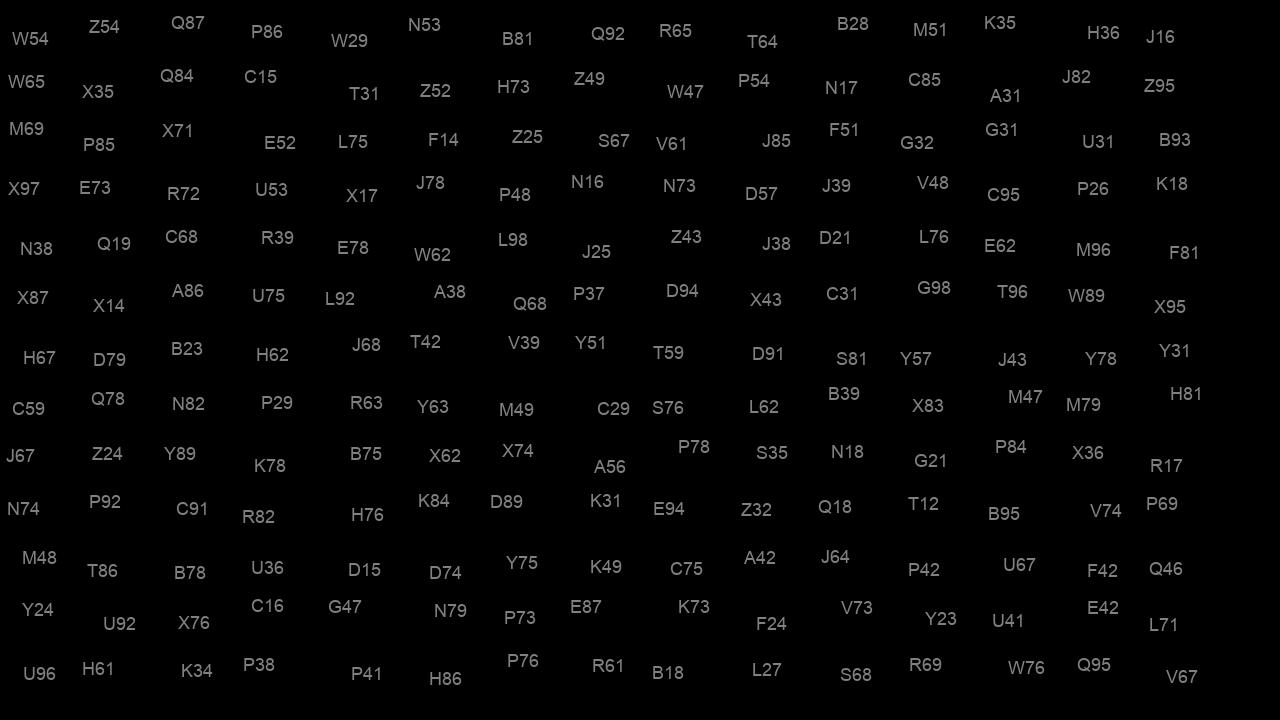 W54 Z54 Q87 P86 W29 N53 B81 Q92 R65 T64 B28 M51 K35 H36 J16
W65 X35 Q84 C15 T31 Z52 H73 Z49 W47 P54 N17 C85 A31 J82 Z95
M69 P85 X71 E52 L75 F14 Z25 S67 V61 J85 F51 G32 G31 U31 B93
X97 E73 R72 U53 X17 J78 P48 N16 N73 D57 J39 V48 C95 P26 K18
N38 Q19 C68 R39 E78 W62 L98 J25 Z43 J38 D21 L76 E62 M96 F81
X87 X14 A86 U75 L92 A38 Q68 P37 D94 X43 C31 G98 T96 W89 X95
H67 D79 B23 H62 J68 T42 V39 Y51 T59 D91 S81 Y57 J43 Y78 Y31
C59 Q78 N82 P29 R63 Y63 M49 C29 S76 L62 B39 X83 M47 M79 H81
J67 Z24 Y89 K78 B75 X62 X74 A56 P78 S35 N18 G21 P84 X36 R17
N74 P92 C91 R82 H76 K84 D89 K31 E94 Z32 Q18 T12 B95 V74 P69
M48 T86 B78 U36 D15 D74 Y75 K49 C75 A42 J64 P42 U67 F42 Q46
Y24 U92 X76 C16 G47 N79 P73 E87 K73 F24 V73 Y23 U41 E42 L71
U96 H61 K34 P38 P41 H86 P76 R61 B18 L27 S68 R69 W76 Q95 V67